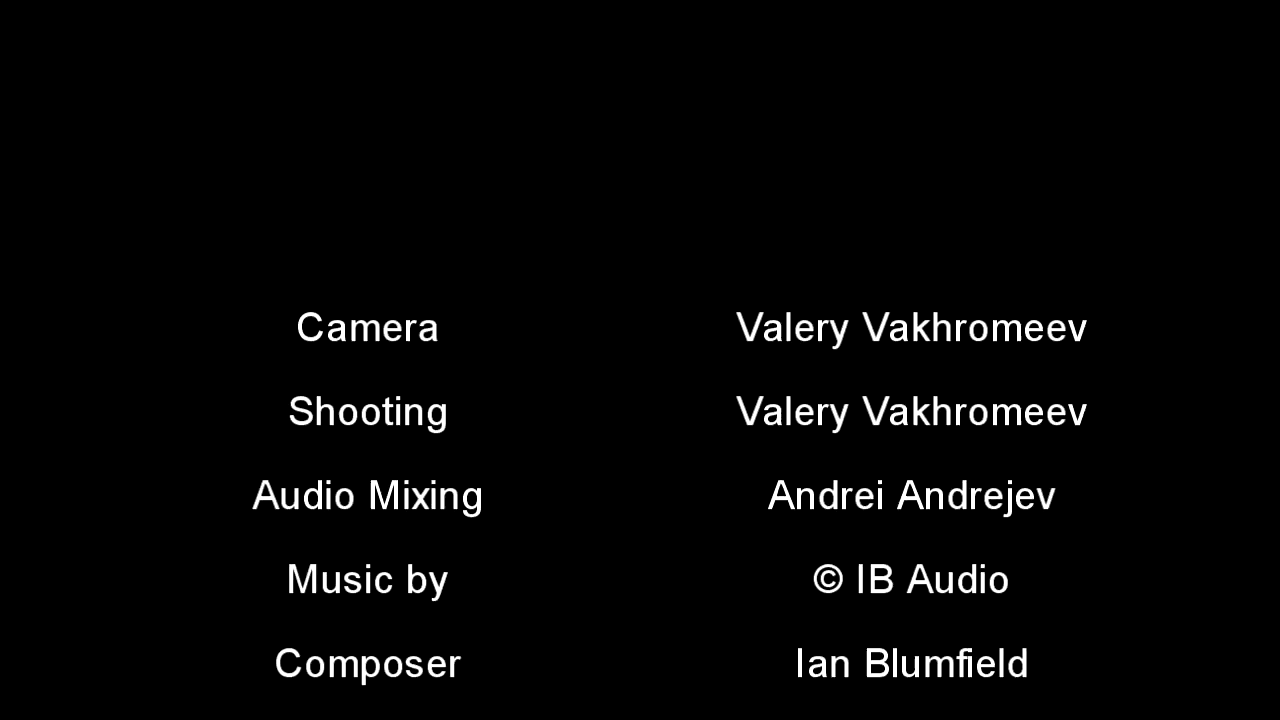 Camera Valery Vakhromeev
Shooting Valery Vakhromeev
Audio Mixing Andrei Andrejev
Music by © IB Audio
Composer Ian Blumfield